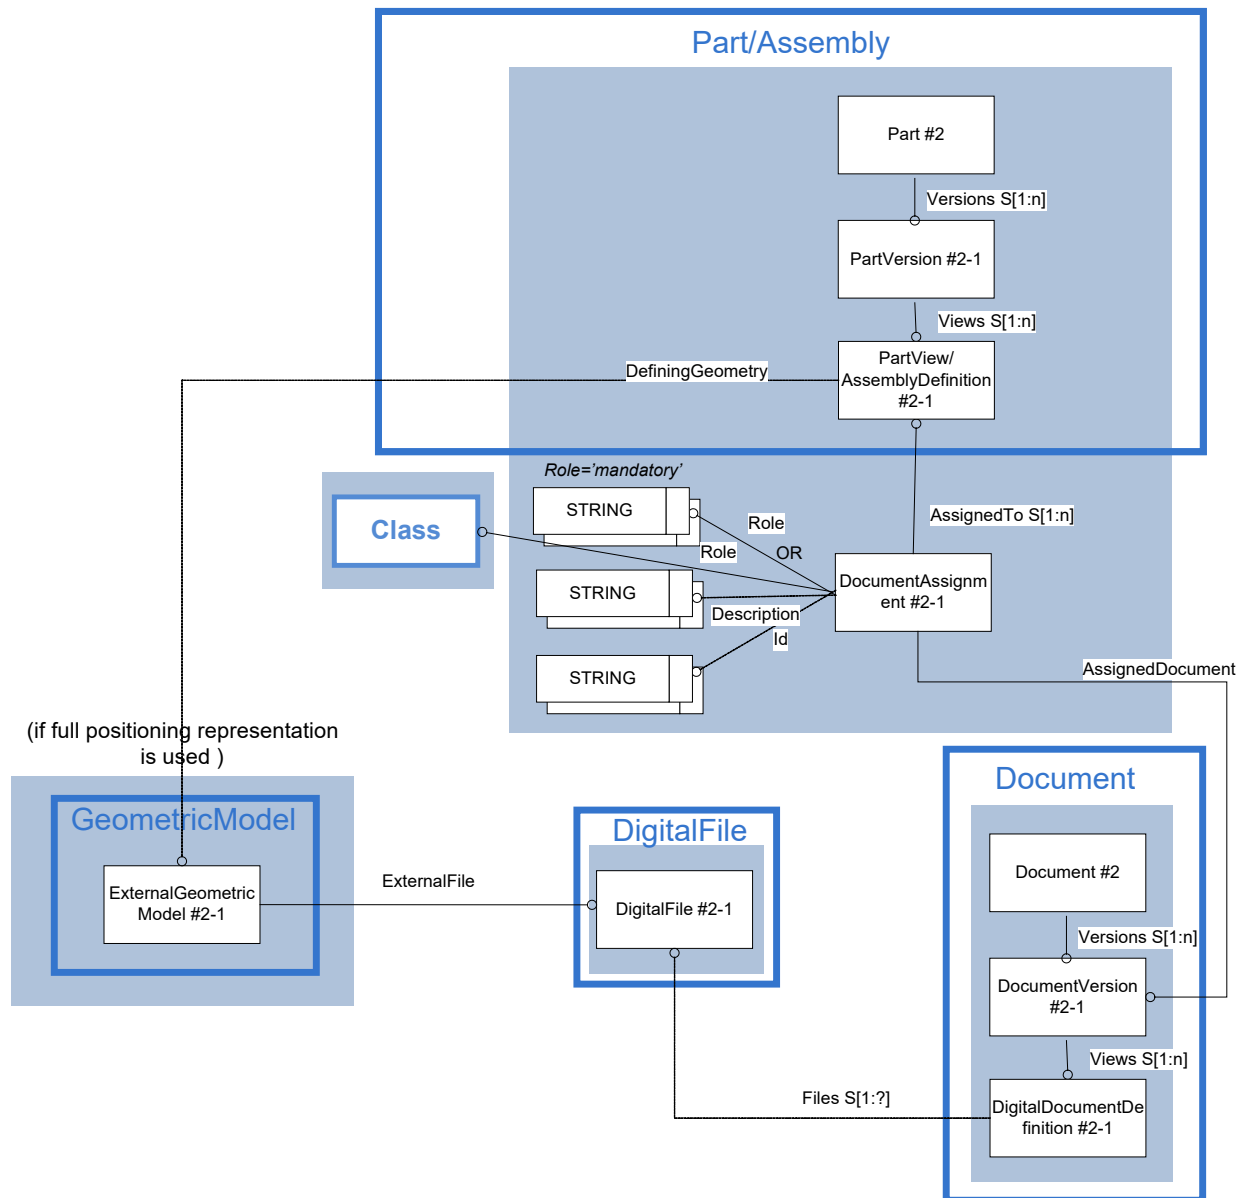 Part/Assembly
Part #2
Versions S[1:n]
PartVersion #2-1
Views S[1:n]
PartView/
AssemblyDefinition
#2-1
DefiningGeometry
Role=’mandatory’
STRING
Class
Role
Role
OR
AssignedTo S[1:n]
STRING
DocumentAssignm
ent #2-1
Description
Id
STRING
AssignedDocument
(if full positioning representation
is used )
GeometricModel
ExternalGeometric
Model #2-1
ExternalFile
DigitalFile
DigitalFile #2-1
Document
Document #2
Versions S[1:n]
DocumentVersion
#2-1
Views S[1:n]
Files S[1:?]
DigitalDocumentDe
finition #2-1